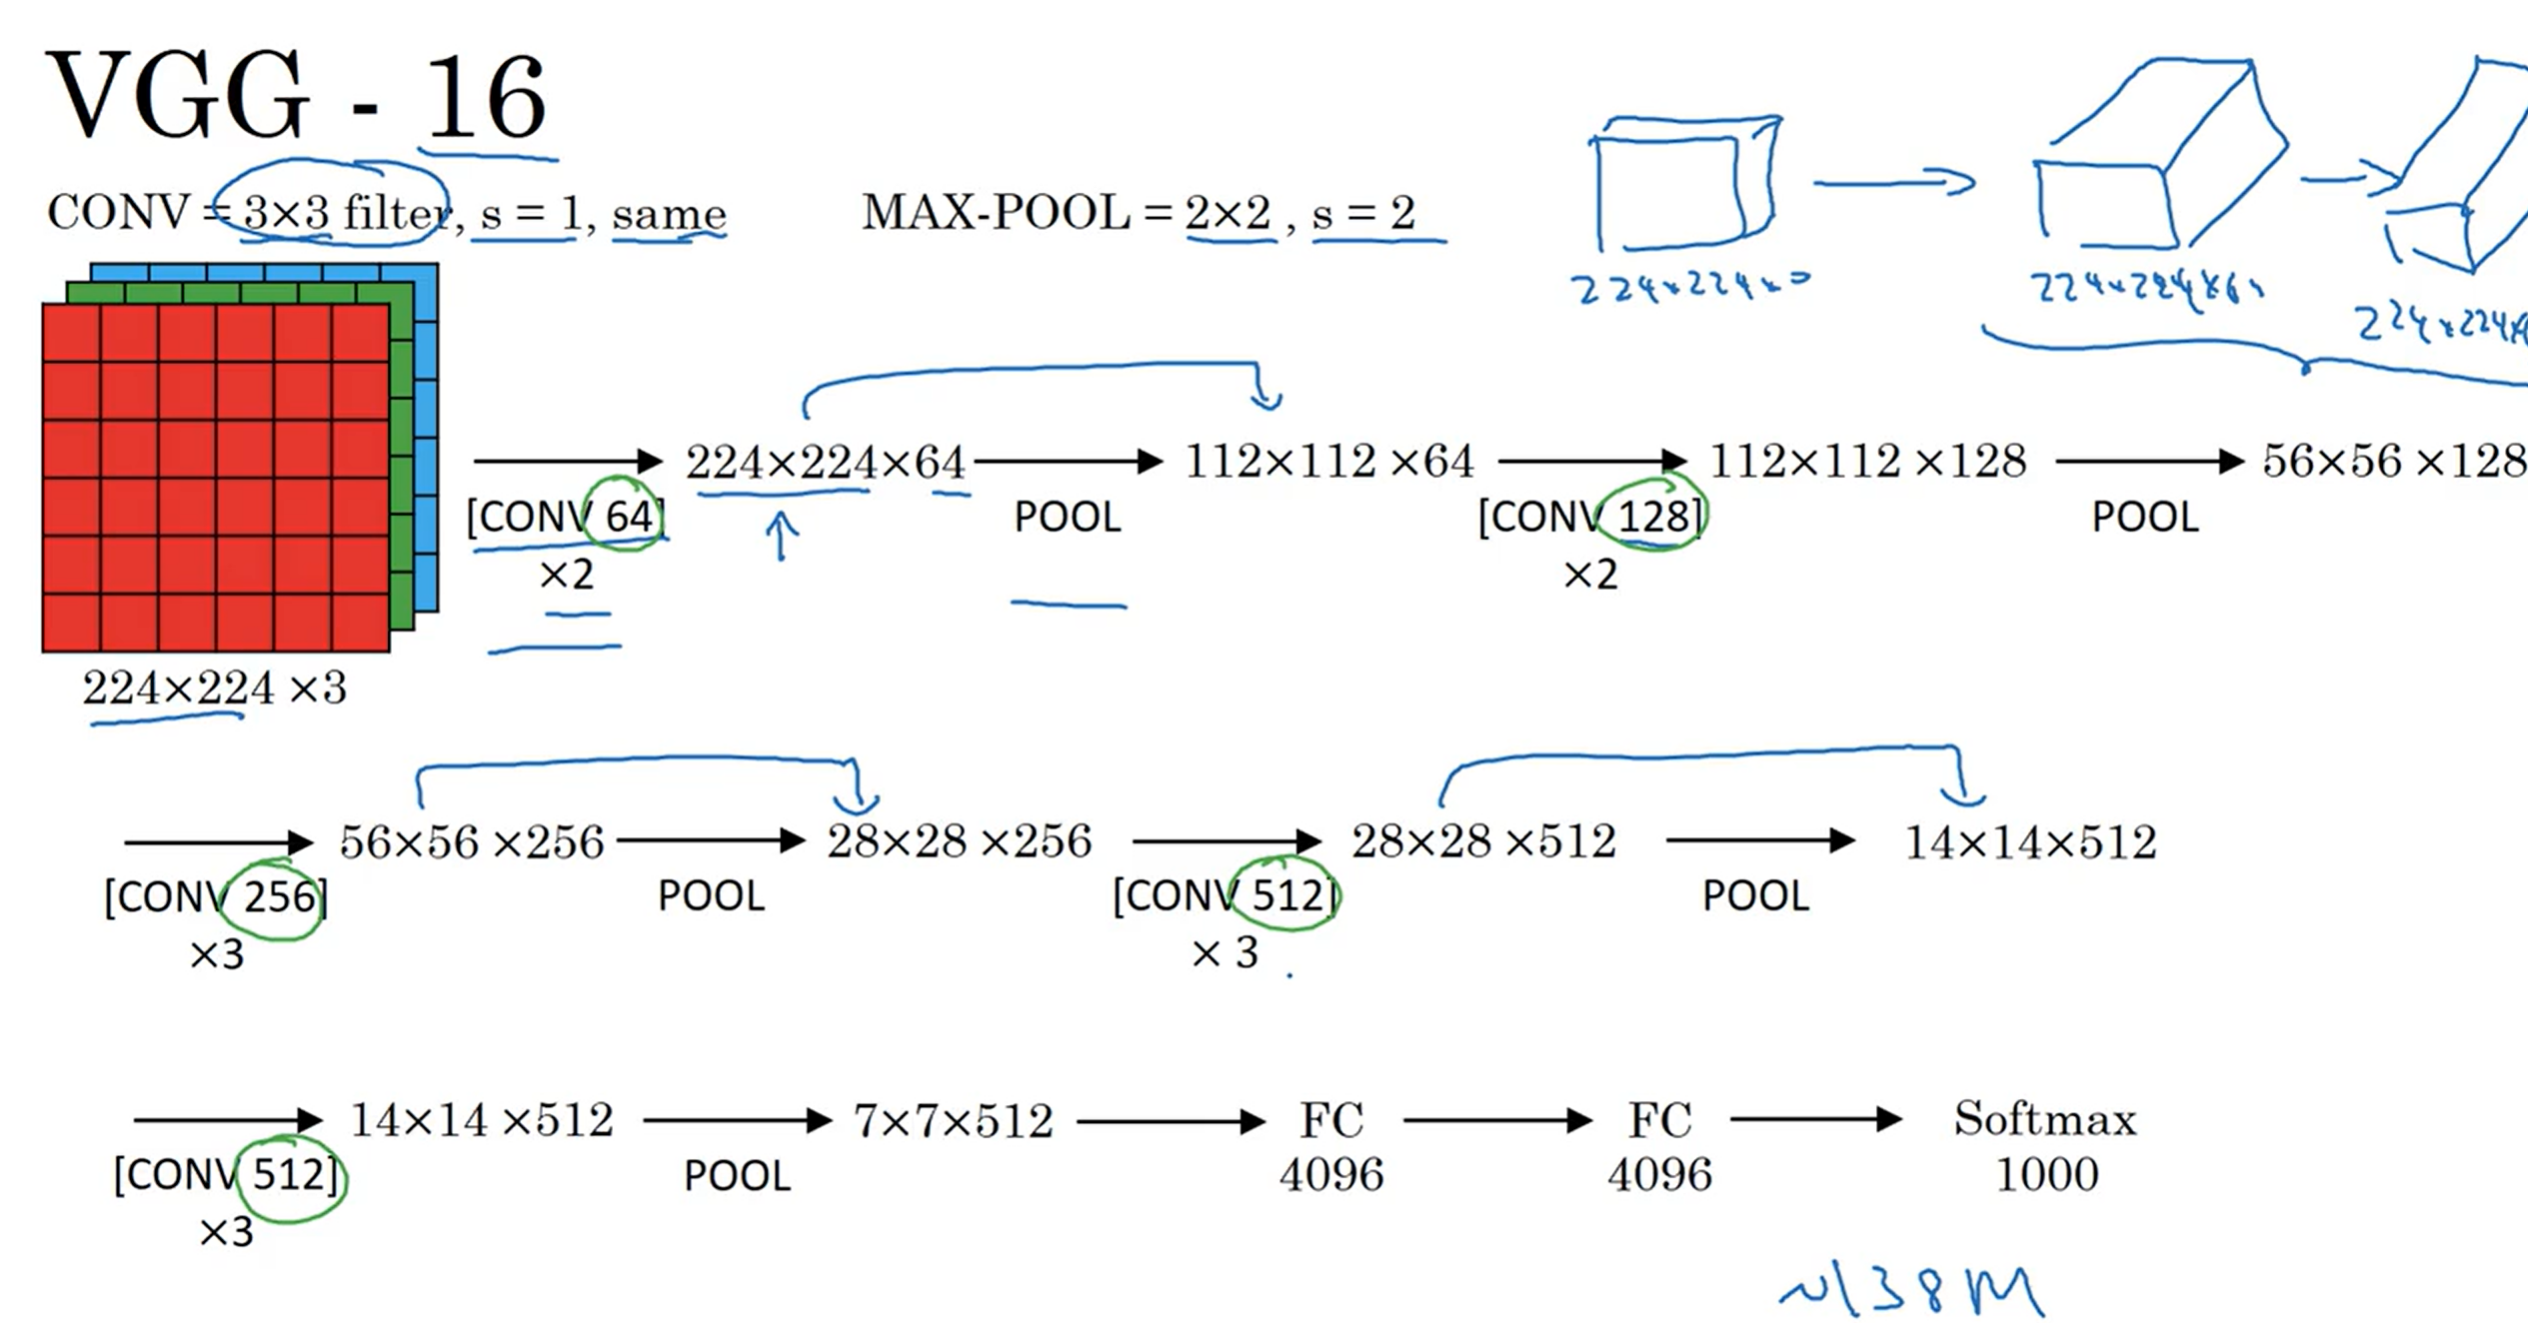 VGG - 16
CONV = 3×3 filter, s = 1, same MAX-POOL = 2×2 , s = 2
224×224×3
224×224×64
224×224×
224×224×64 112×112 ×64 112×112 ×128 56×56 ×128
[CONV 64] POOL [CONV 128] POOL
×2 ×2
224×224 ×3
56×56 ×256 28×28 ×256 28×28 ×512 14×14×512
[CONV 256] POOL [CONV 512] POOL
×3 × 3
14×14 ×512 7×7×512 FC FC Softmax
[CONV 512] POOL 4096 4096 1000
×3
~138M